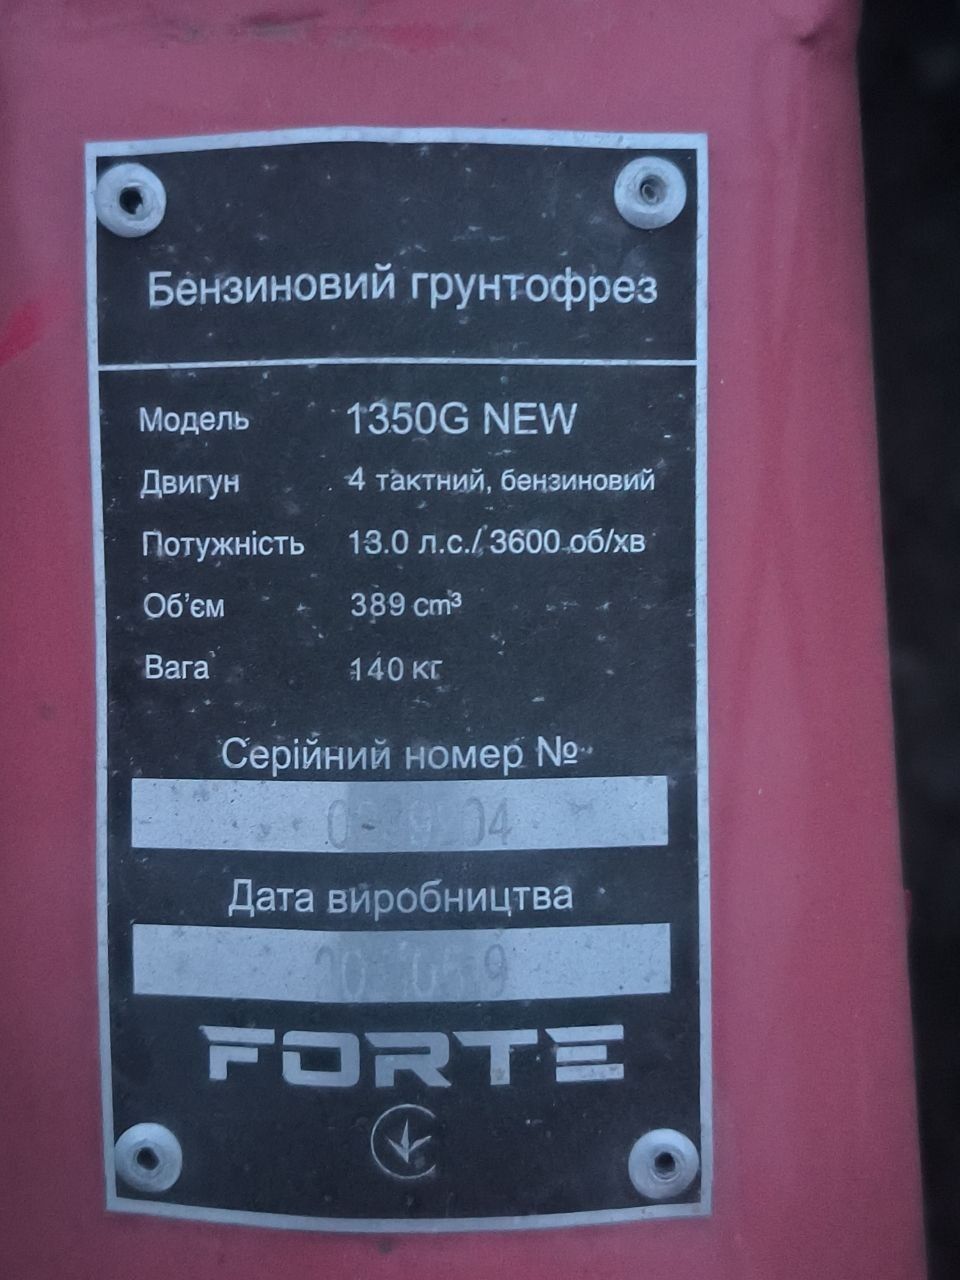 Бензиновий грунтофрез
Модель 1350G NEW
Двигун 4 тактний, бензиновий
Потужність 13.0 л.с./ 3600 об/хв
Об'єм 389 cm³
Вага 140 кг
Серійний номер №
Дата виробництва
FORTE